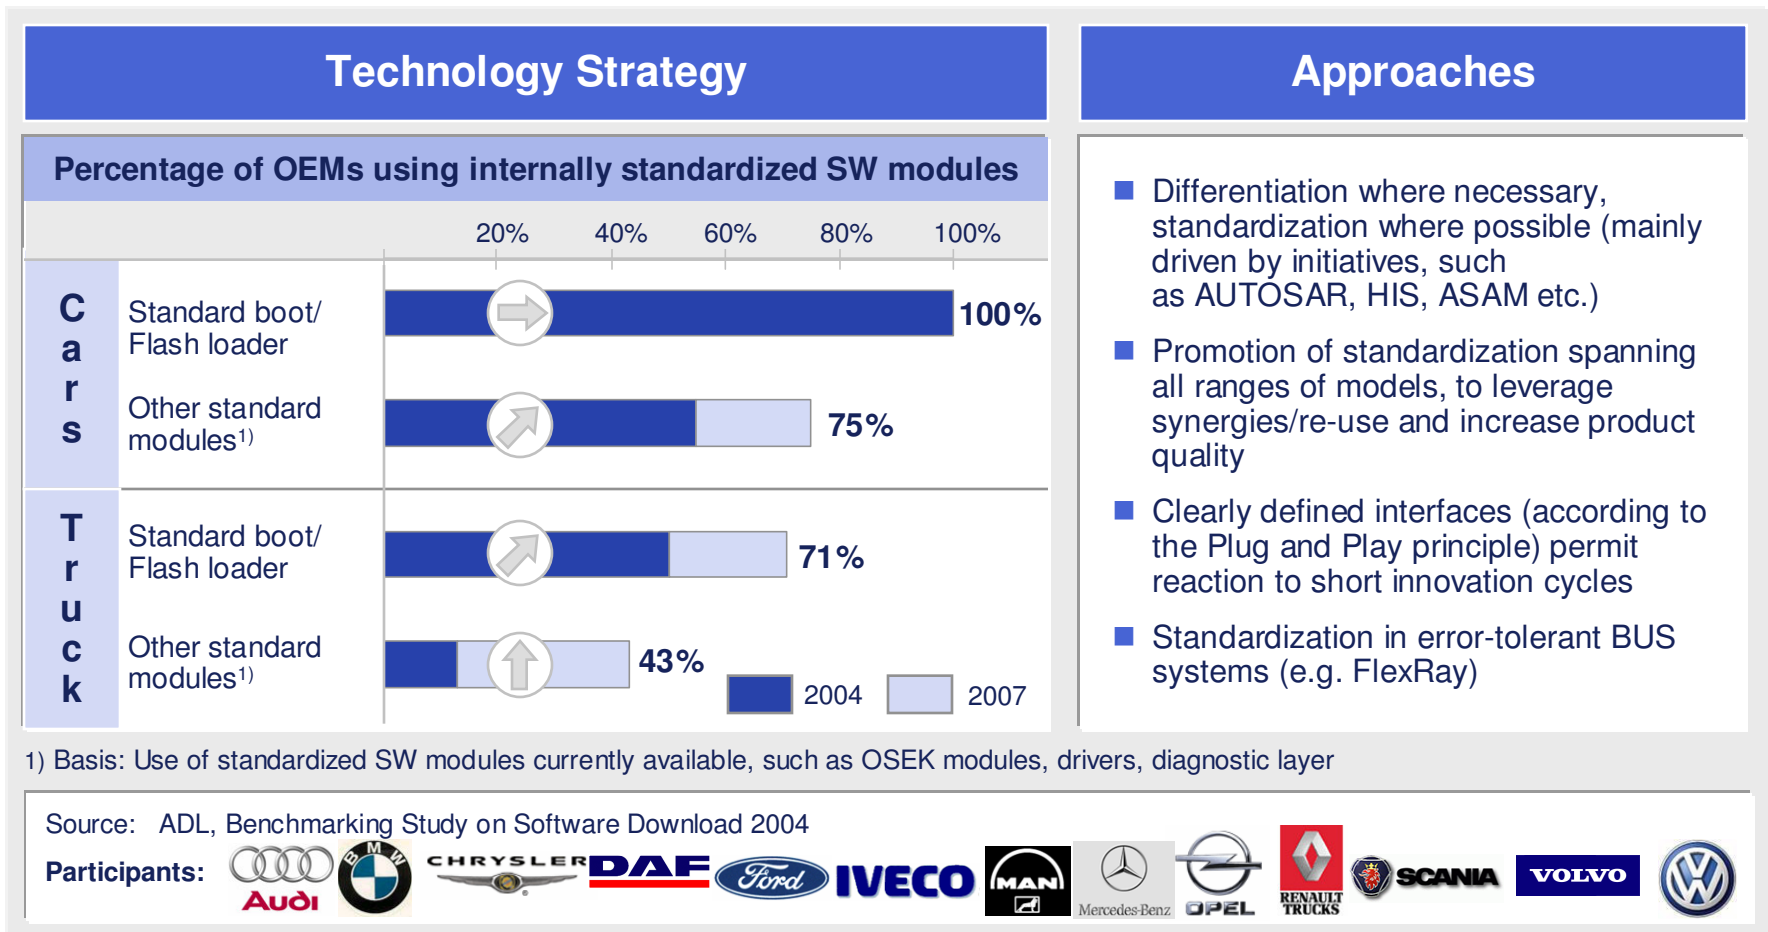 Technology Strategy
Percentage of OEMs using internally standardized SW modules
20% 40% 60% 80% 100%
Cars
Standard boot/
Flash loader
100%
Other standard
modules1)
75%
Truck
Standard boot/
Flash loader
71%
Other standard
modules1)
43%
2004 2007
Approaches
Differentiation where necessary,
standardization where possible (mainly
driven by initiatives, such
as AUTOSAR, HIS, ASAM etc.)
Promotion of standardization spanning
all ranges of models, to leverage
synergies/re-use and increase product
quality
Clearly defined interfaces (according to
the Plug and Play principle) permit
reaction to short innovation cycles
Standardization in error-tolerant BUS
systems (e.g. FlexRay)
1) Basis: Use of standardized SW modules currently available, such as OSEK modules, drivers, diagnostic layer
Source: ADL, Benchmarking Study on Software Download 2004
Participants:
Audi
BMW
CHRYSLER
DAF
Ford
IVECO
MAN
Mercedes-Benz
OPEL
RENAULT
TRUCKS
SCANIA
VOLVO
VW